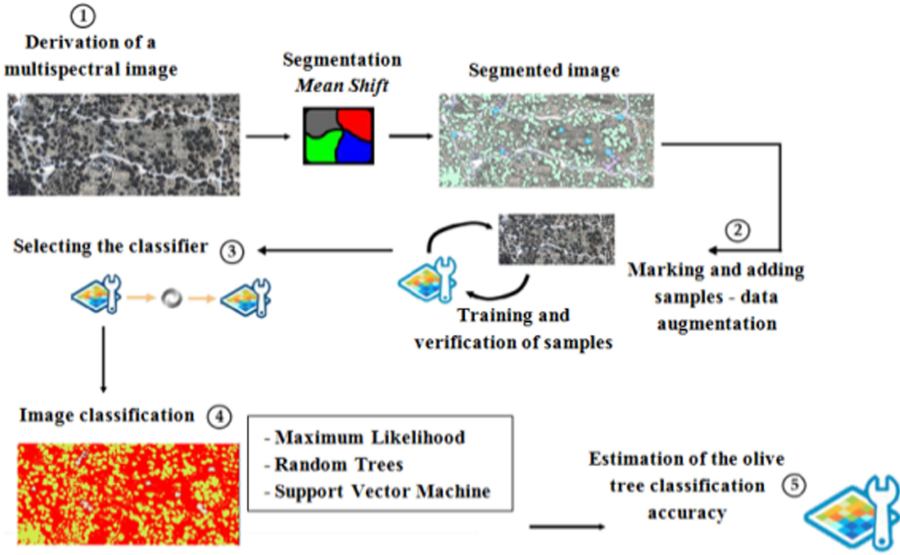 1
Derivation of a
multispectral image
Segmentation
Mean Shift
Segmented image
2
Marking and adding
samples - data
augmentation
Training and
verification of samples
Selecting the classifier 3
Image classification 4
- Maximum Likelihood
- Random Trees
- Support Vector Machine
Estimation of the olive
tree classification 5
accuracy